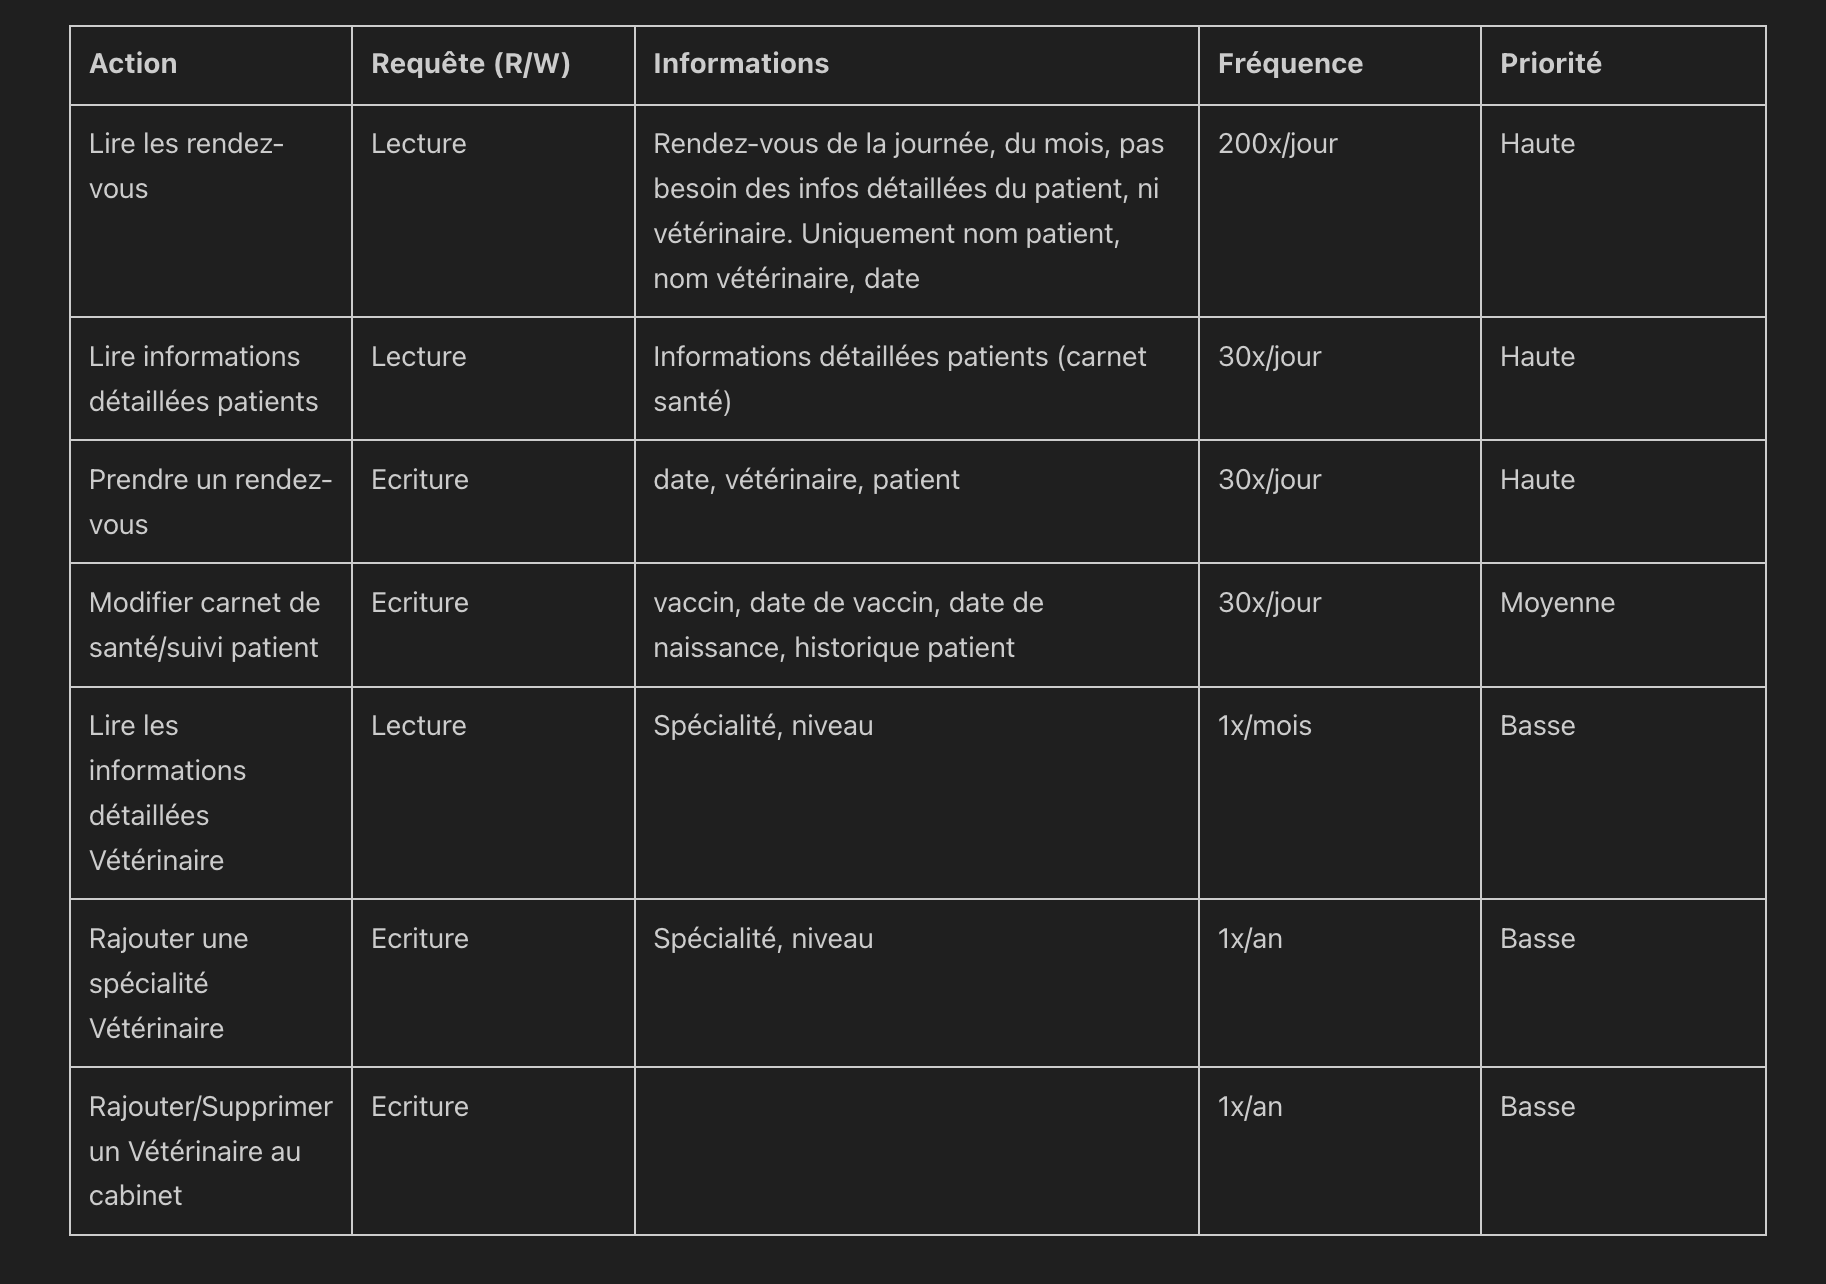 Action Requête (R/W) Informations Fréquence Priorité
Lire les rendez- Lecture Rendez-vous de la journée, du mois, pas 200x/jour Haute
vous besoin des infos détaillées du patient, ni
vétérinaire. Uniquement nom patient,
nom vétérinaire, date
Lire informations Lecture Informations détaillées patients (carnet 30x/jour Haute
détaillées patients santé)
Prendre un rendez- Ecriture date, vétérinaire, patient 30x/jour Haute
vous
Modifier carnet de Ecriture vaccin, date de vaccin, date de 30x/jour Moyenne
santé/suivi patient naissance, historique patient
Lire les Lecture Spécialité, niveau 1x/mois Basse
informations
détaillées
Vétérinaire
Rajouter une Ecriture Spécialité, niveau 1x/an Basse
spécialité
Vétérinaire
Rajouter/Supprimer Ecriture 1x/an Basse
un Vétérinaire au
cabinet